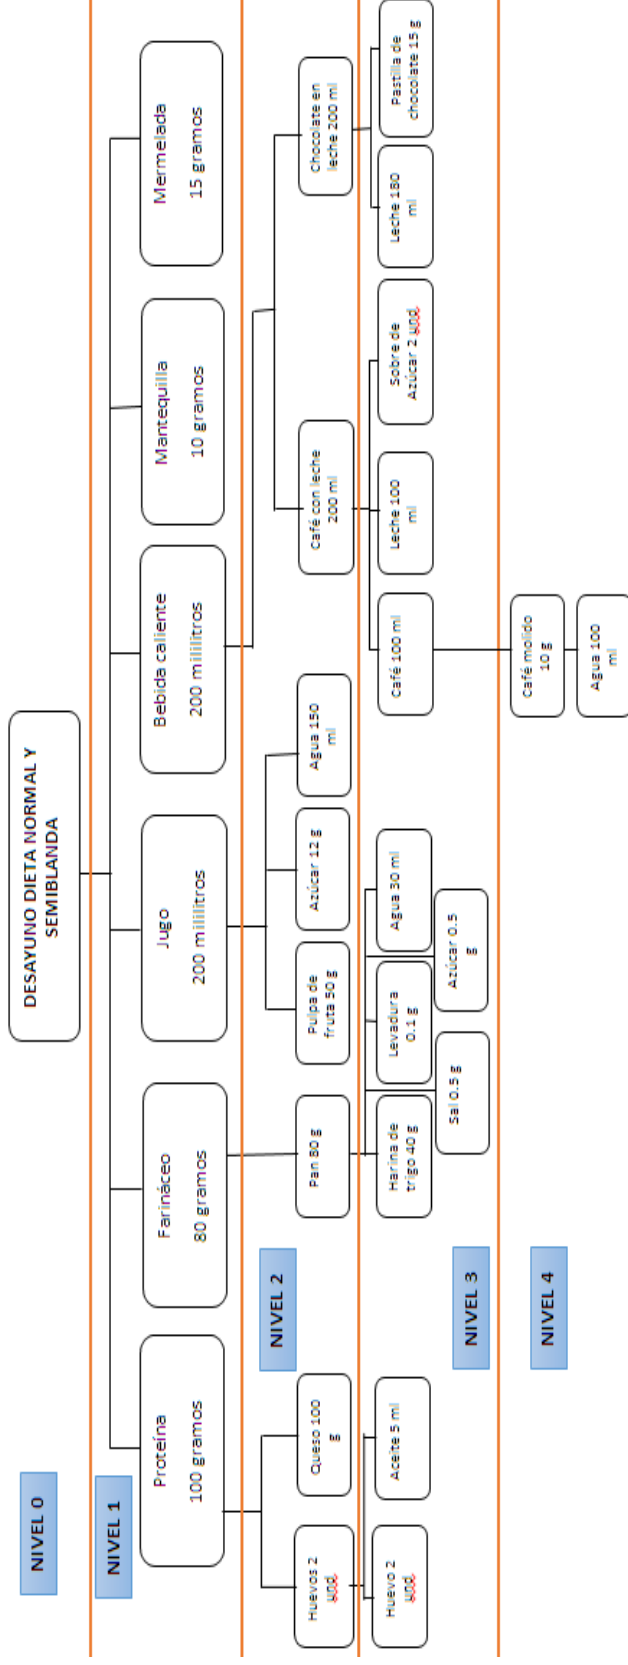 NIVEL 0
DESAYUNO DIETA NORMAL Y
SEMIBLANDA
NIVEL 1
Proteína
100 gramos
Farináceo
80 gramos
Jugo
200 mililitros
Bebida caliente
200 mililitros
Mantequilla
10 gramos
Mermelada
15 gramos
NIVEL 2
Huevos 2
und.
Queso 100
g
Pan 80 g
Pulpa de
fruta 50 g
Azúcar 12 g
Agua 150
ml
Café con leche
200 ml
Chocolate en
leche 200 ml
NIVEL 3
Huevo 2
und.
Aceite 5 ml
Harina de
trigo 40 g
Levadura
0.1 g
Agua 30 ml
Sal 0.5 g
Azúcar 0.5
g
Café 100 ml
Leche 100
ml
Sobre de
Azúcar 2 und.
Leche 180
ml
Pastilla de
chocolate 15 g
NIVEL 4
Café molido
10 g
Agua 100
ml